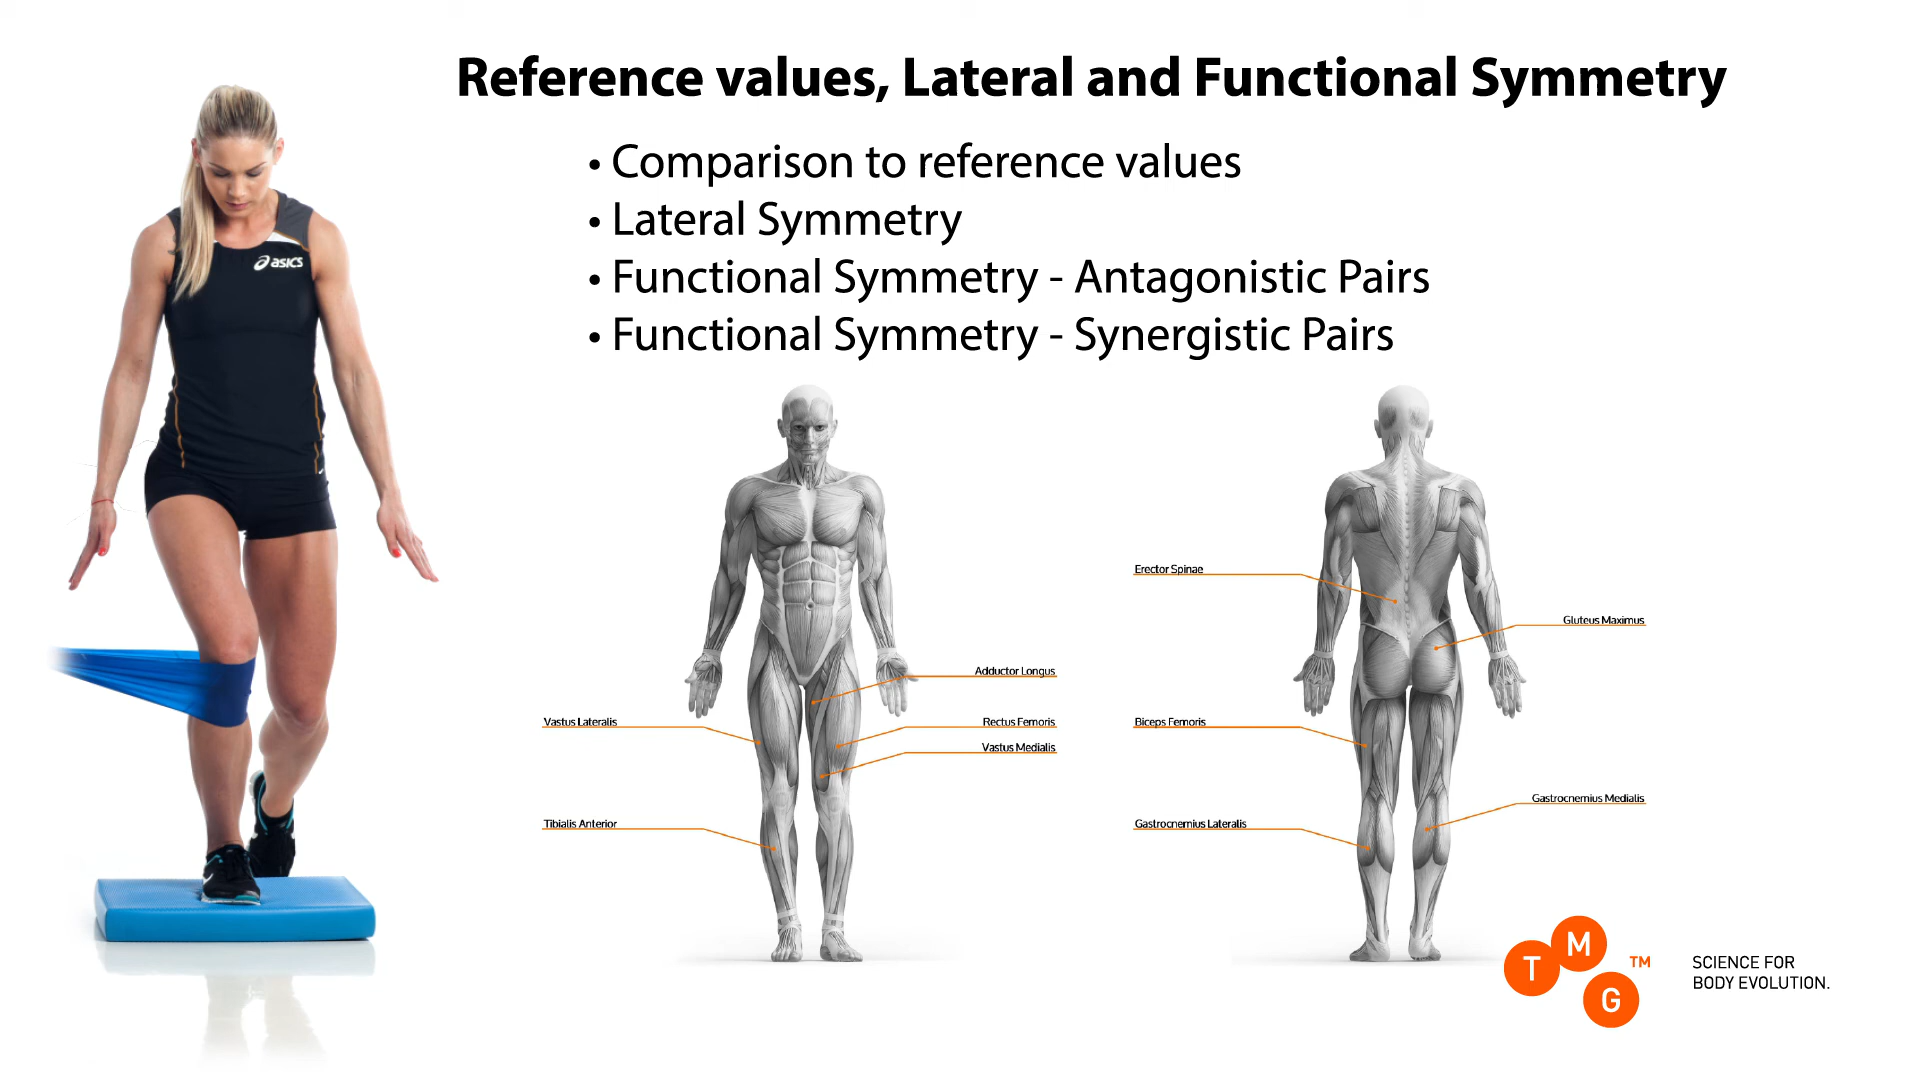 Reference values, Lateral and Functional Symmetry
• Comparison to reference values
• Lateral Symmetry
• Functional Symmetry - Antagonistic Pairs
• Functional Symmetry - Synergistic Pairs
asics
Adductor Longus
Vastus Lateralis
Rectus Femoris
Vastus Medialis
Tibialis Anterior
Erector Spinae
Gluteus Maximus
Biceps Femoris
Gastrocnemius Medialis
Gastrocnemius Lateralis
TMG TM
SCIENCE FOR
BODY EVOLUTION.